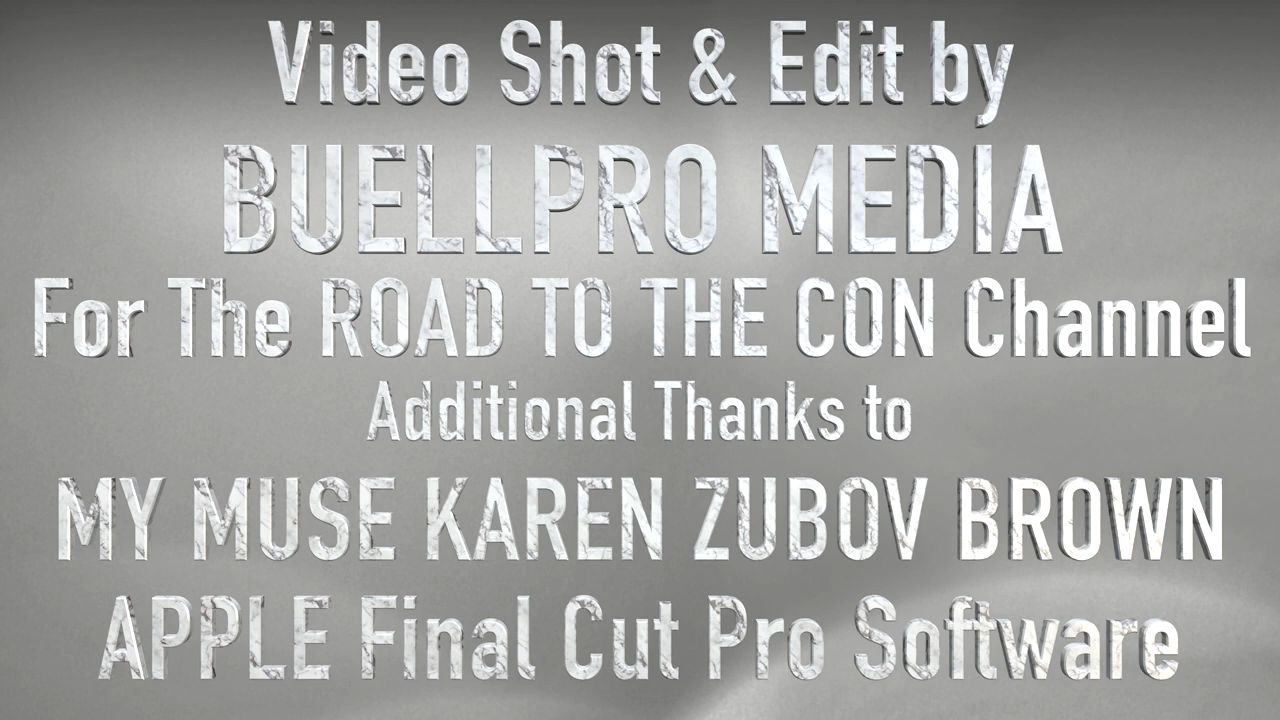 Video Shot & Edit by
BUELLPRO MEDIA
For The ROAD TO THE CON Channel
Additional Thanks to
MY MUSE KAREN ZUBOV BROWN
APPLE Final Cut Pro Software